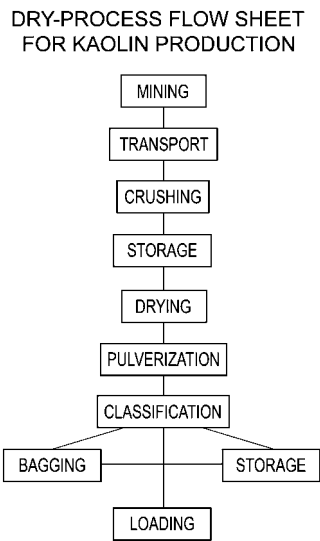 DRY-PROCESS FLOW SHEET
FOR KAOLIN PRODUCTION
MINING
TRANSPORT
CRUSHING
STORAGE
DRYING
PULVERIZATION
CLASSIFICATION
BAGGING
STORAGE
LOADING